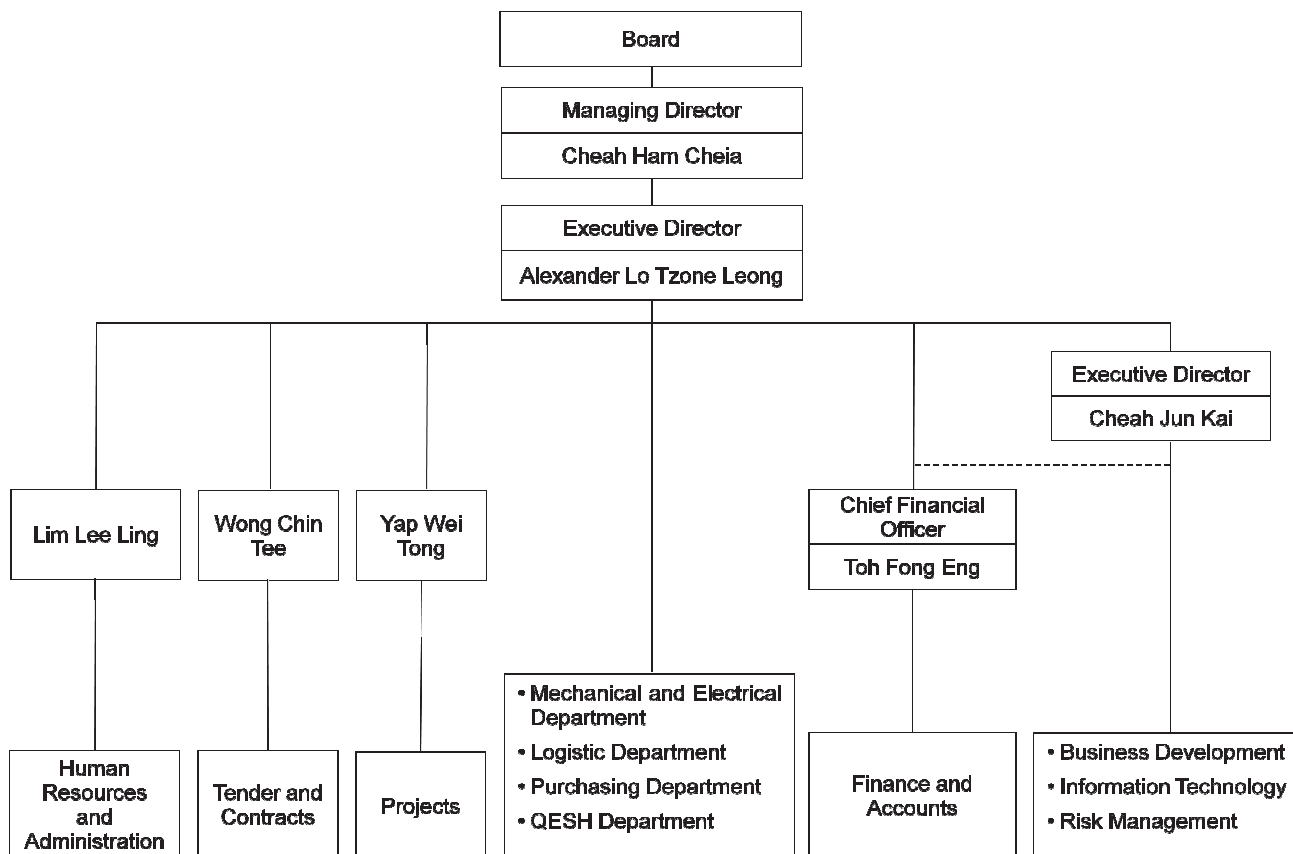 Board
Managing Director
Cheah Ham Cheia
Executive Director
Alexander Lo Tzone Leong
Executive Director
Cheah Jun Kai
Lim Lee Ling
Wong Chin
Tee
Yap Wei
Tong
Chief Financial
Officer
Toh Fong Eng
Human
Resources
and
Administration
Tender and
Contracts
Projects
• Mechanical and Electrical
Department
• Logistic Department
• Purchasing Department
• QESH Department
Finance and
Accounts
• Business Development
• Information Technology
• Risk Management